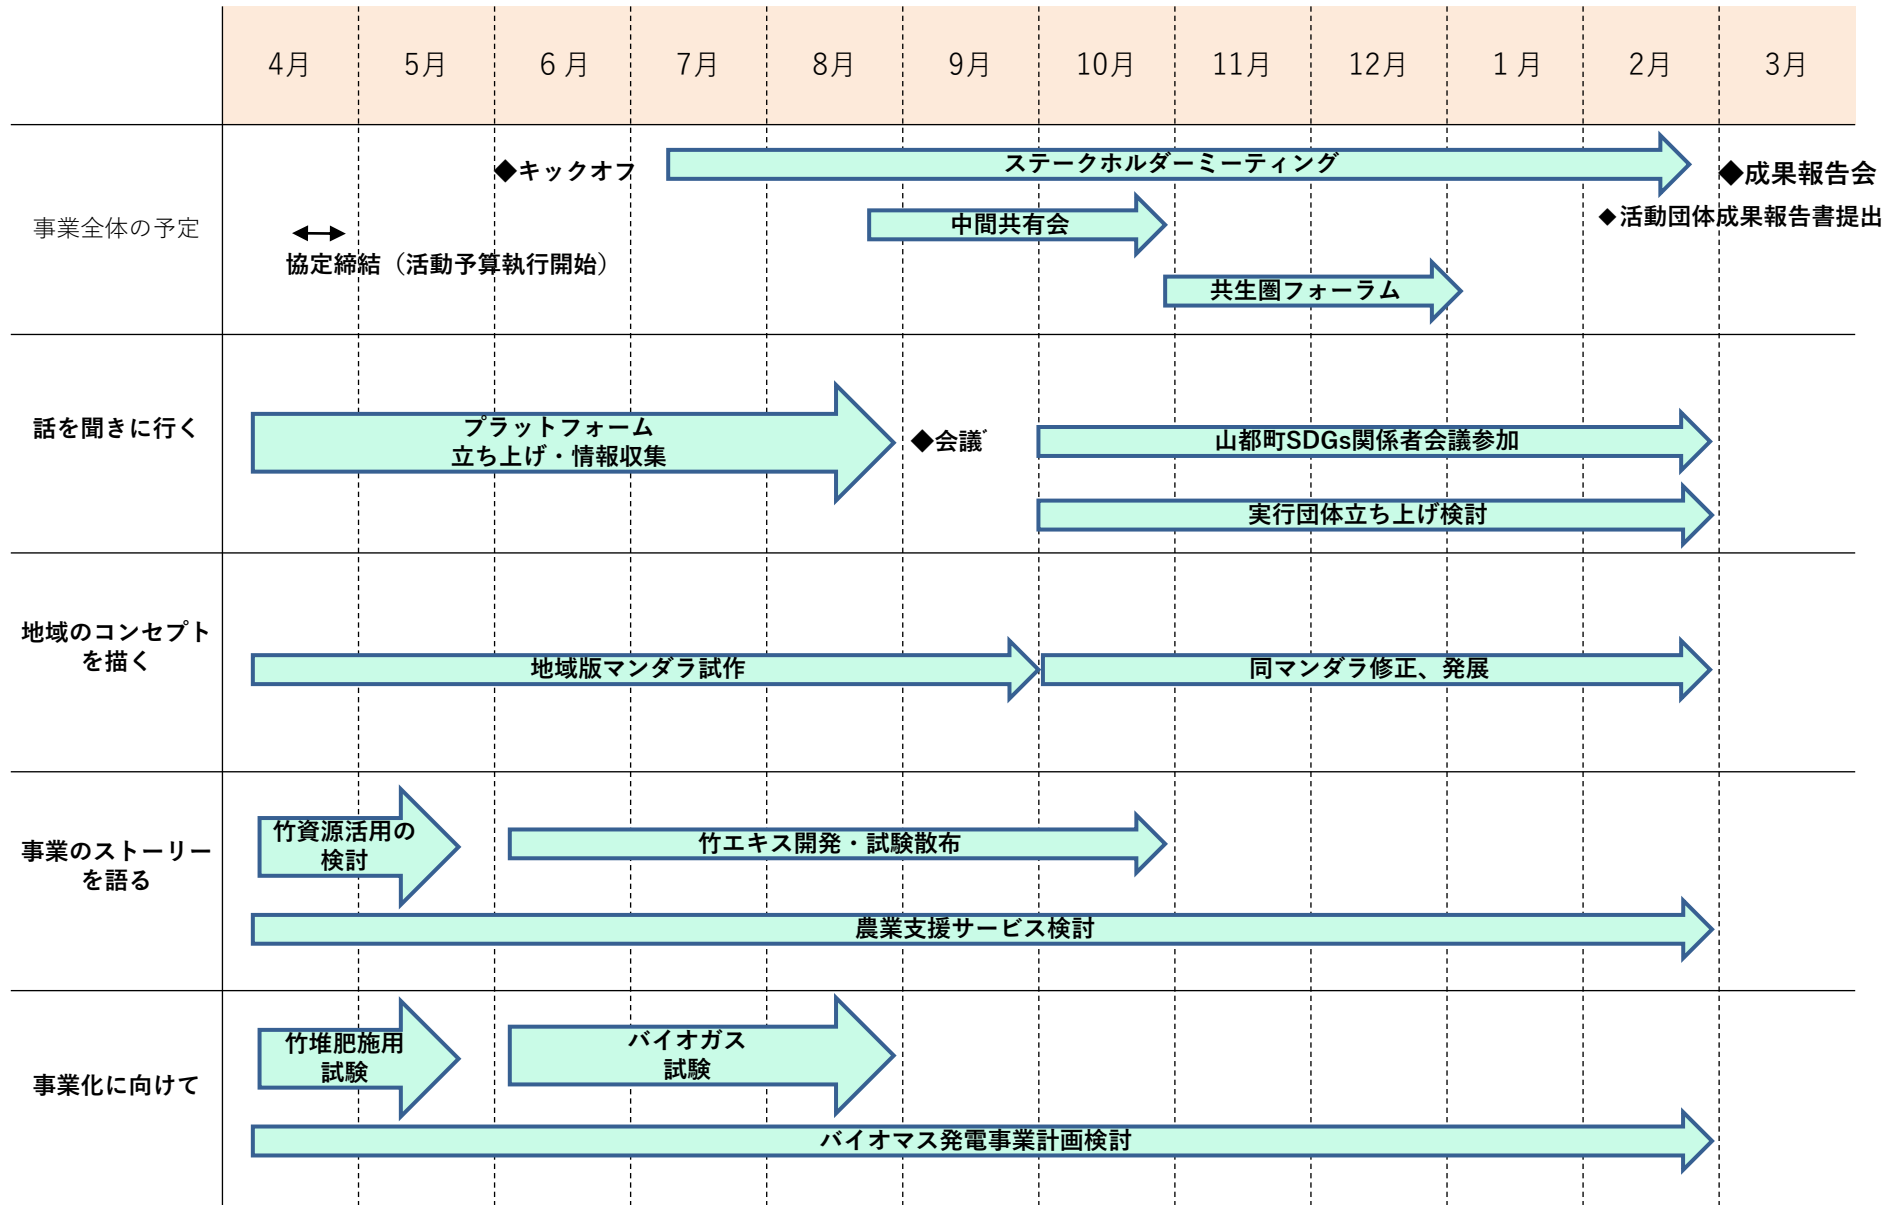 4月
5月
6 月
7月
8月
9月
10月
11月
12月
1 月
2月
3月
事業全体の予定
◆キックオフ
ステークホルダーミーティング
◆成果報告会
◆活動団体成果報告書提出
中間共有会
協定締結（活動予算執行開始）
共生圏フォーラム
話を聞きに行く
プラットフォーム
立ち上げ・情報収集
◆会議
山都町SDGs関係者会議参加
実行団体立ち上げ検討
地域のコンセプト
を描く
地域版マンダラ試作
同マンダラ修正、発展
事業のストーリー
を語る
竹資源活用の
検討
竹エキス開発・試験散布
農業支援サービス検討
事業化に向けて
竹堆肥施用
試験
バイオガス
試験
バイオマス発電事業計画検討